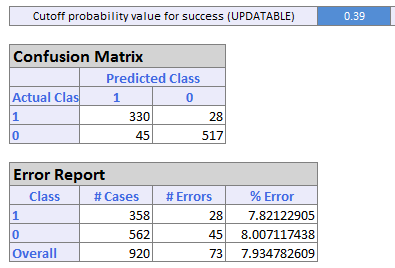 Cutoff probability value for success (UPDATABLE) 0.39
Confusion Matrix
Predicted Class
Actual Clas 1 0
1 330 28
0 45 517
Error Report
Class # Cases # Errors % Error
1 358 28 7.82122905
0 562 45 8.007117438
Overall 920 73 7.934782609